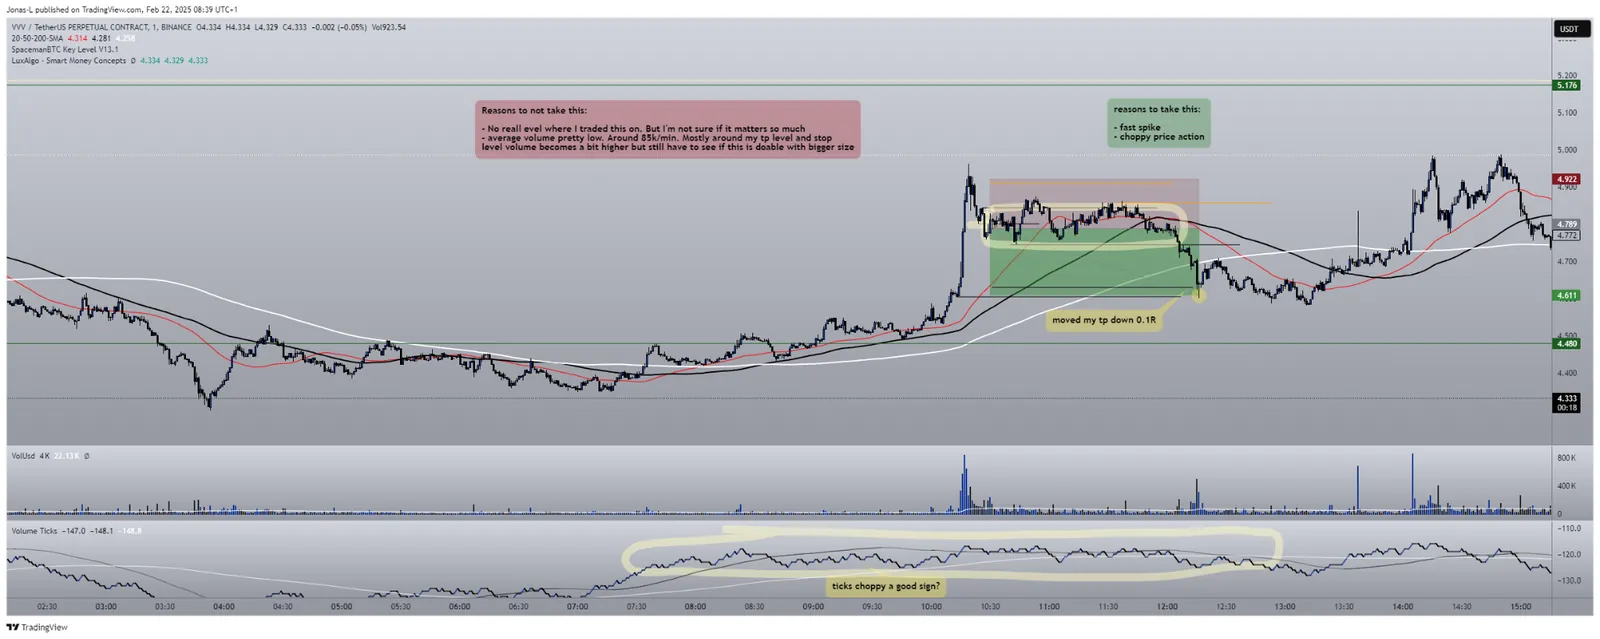 Jonas-L published on TradingView.com, Feb 22, 2025 08:39 UTC+1
VVV / TetherUS PERPETUAL CONTRACT, 1, BINANCE O4.334 H4.334 L4.329 C4.333 −0.002 (−0.05%) Vol923.54
20-50-200-SMA 4.314 4.281 4.258
SpacemanBTC Key Level V13.1
LuxAlgo - Smart Money Concepts Ø 4.334 4.329 4.333
USDT
5.200
5.176
5.100
5.000
4.922
4.900
4.789
4.772
4.700
4.611
4.500
4.480
4.400
4.333
00:18
Reasons to not take this:
- No reall evel where I traded this on. But I'm not sure if it matters so much
- average volume pretty low. Around 85k/min. Mostly around my tp level and stop
level volume becomes a bit higher but still have to see if this is doable with bigger size
reasons to take this:
- fast spike
- choppy price action
moved my tp down 0.1R
VolUsd 4K 22.13K Ø
800K
400K
0
Volume Ticks −147.0 −148.1 −148.8
−110.0
−120.0
−130.0
ticks choppy a good sign?
02:30 03:00 03:30 04:00 04:30 05:00 05:30 06:00 06:30 07:00 07:30 08:00 08:30 09:00 09:30 10:00 10:30 11:00 11:30 12:00 12:30 13:00 13:30 14:00 14:30 15:00
TradingView